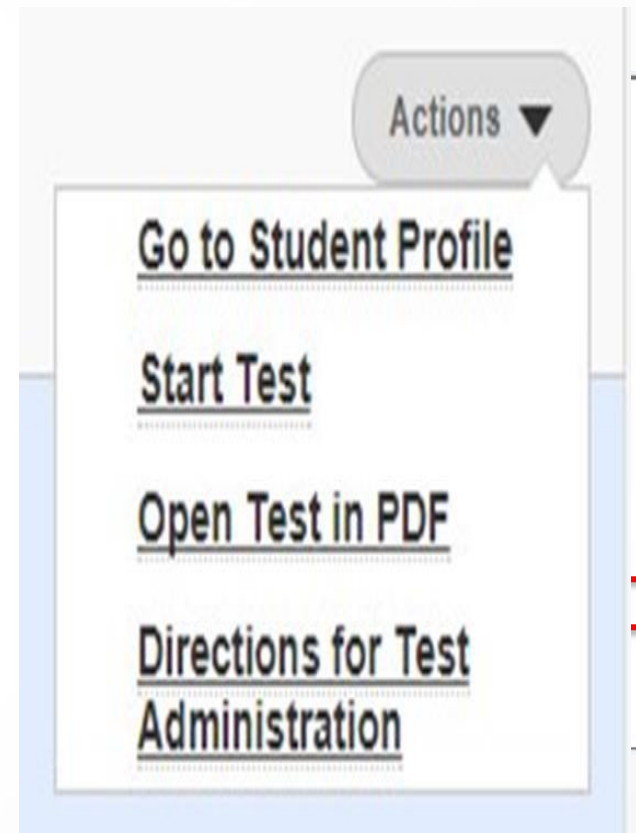 Actions ▼
Go to Student Profile
Start Test
Open Test in PDF
Directions for Test
Administration